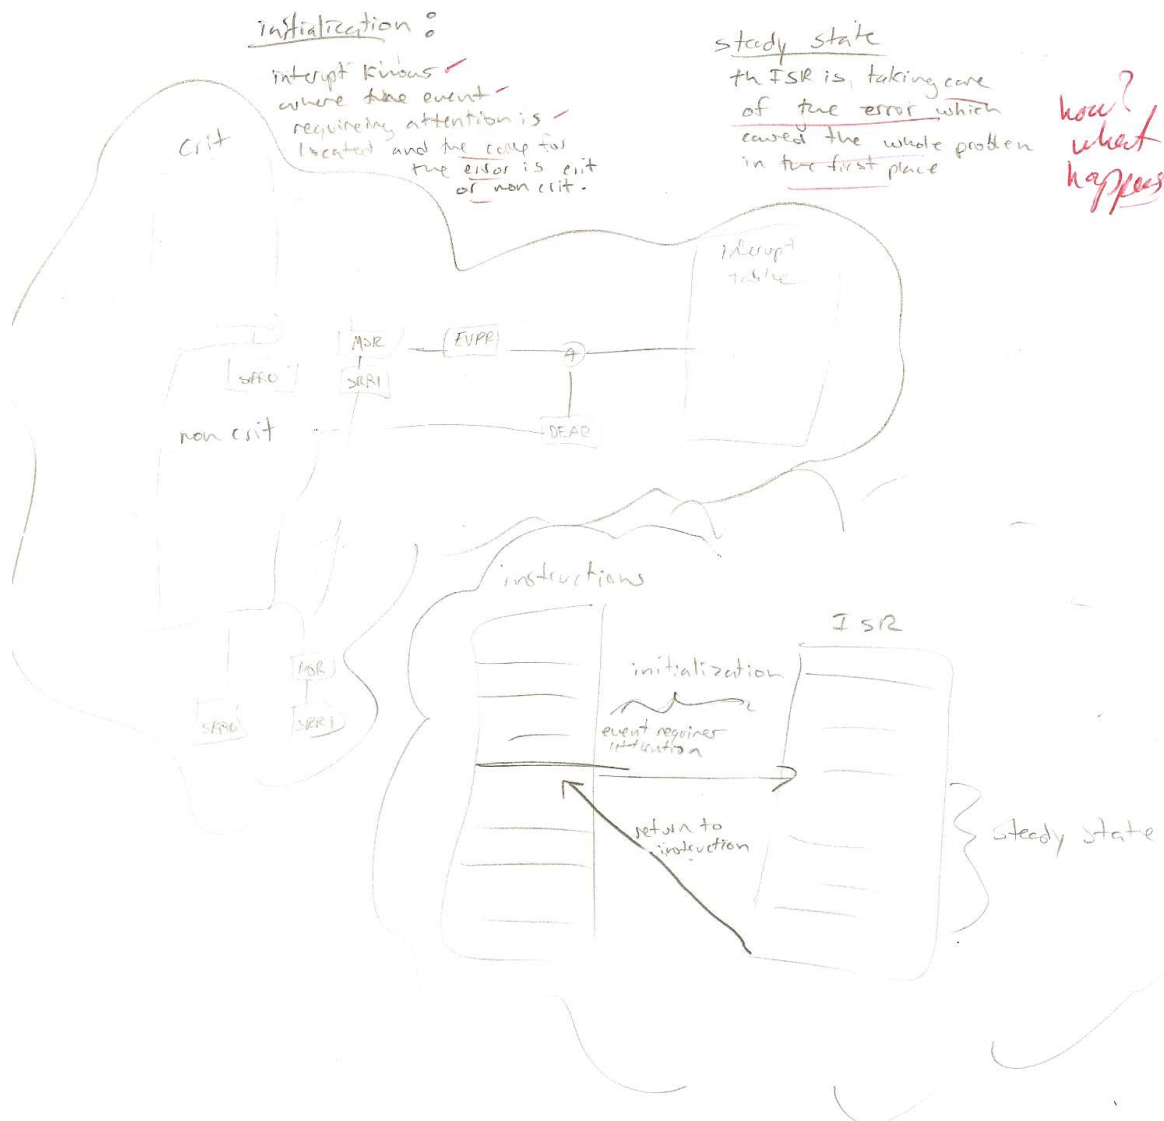 initialization :
interupt knows
where the event
requireing attention is
located and the code for
the error is crit
or non crit.
steady state
th ISR is taking care
of the error which
caused the whole problem
in the first place
how?
what
happens
crit
interupt
table
MSR
EVPR
+
SRR0
SRR1
non crit
DEAR
instructions
ISR
initialization
event requires
attention
return to
instruction
steady state
MSR
SRR0
SRR1